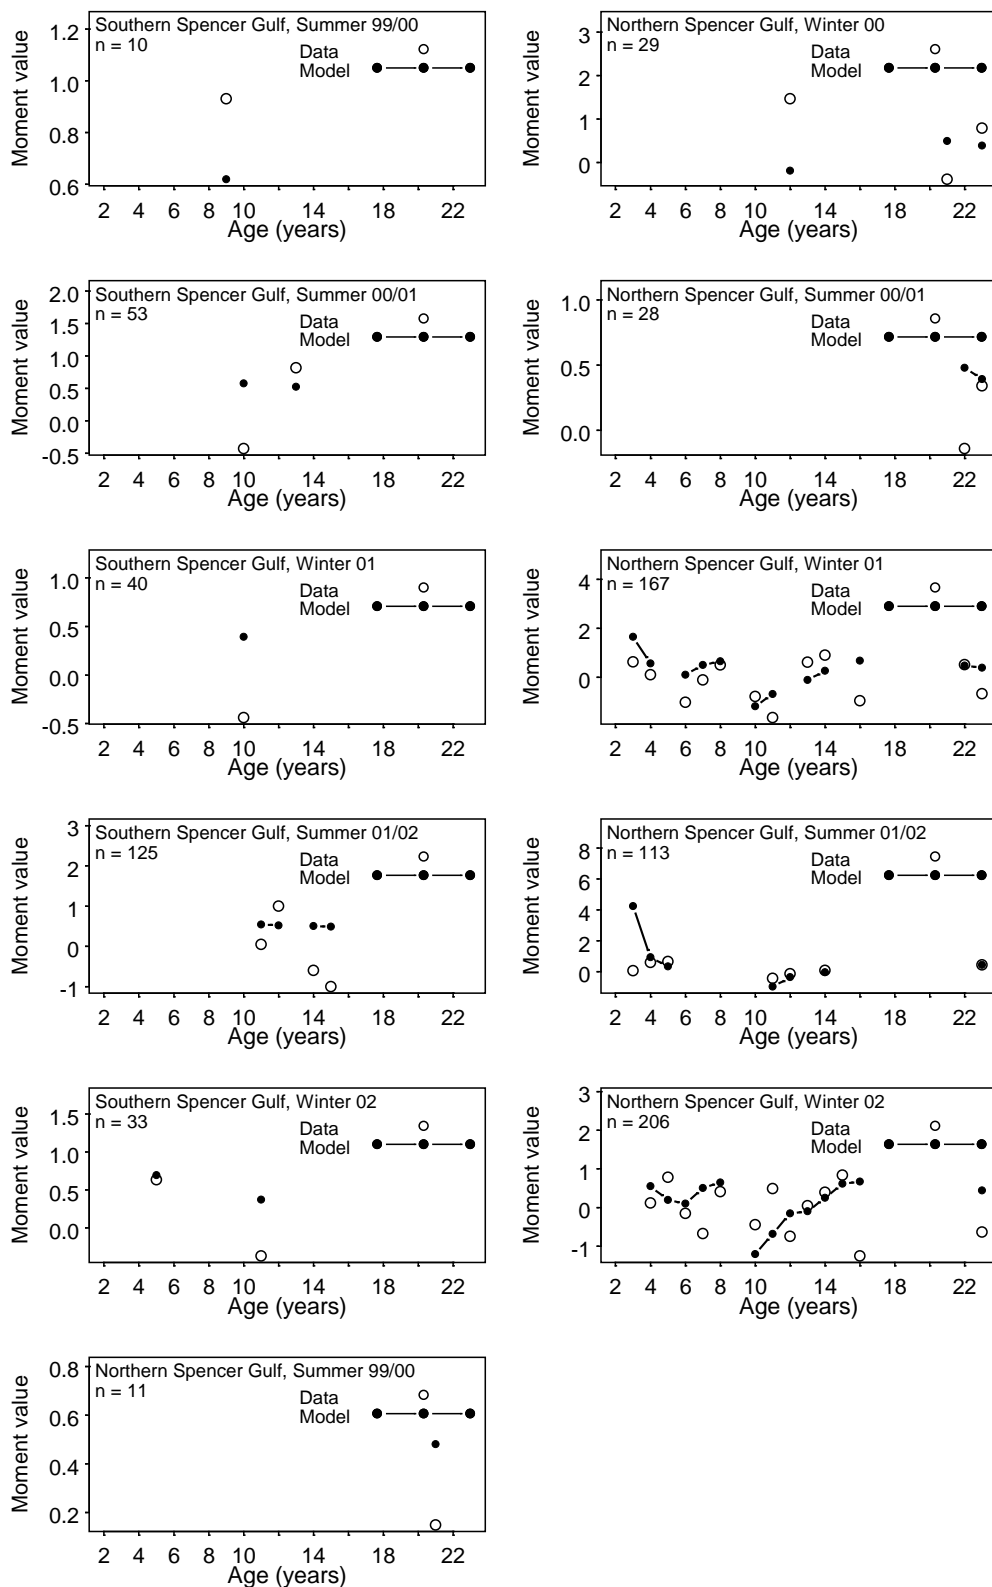 Southern Spencer Gulf, Summer 99/00
n = 10
Data
Model
Moment value
1.2
1.0
0.8
0.6
2 4 6 8 10 14 18 22
Age (years)
Northern Spencer Gulf, Winter 00
n = 29
Data
Model
Moment value
3
2
1
0
2 4 6 8 10 14 18 22
Age (years)
Southern Spencer Gulf, Summer 00/01
n = 53
Data
Model
Moment value
2.0
1.5
1.0
0.5
0.0
-0.5
2 4 6 8 10 14 18 22
Age (years)
Northern Spencer Gulf, Summer 00/01
n = 28
Data
Model
Moment value
1.0
0.5
0.0
2 4 6 8 10 14 18 22
Age (years)
Southern Spencer Gulf, Winter 01
n = 40
Data
Model
Moment value
1.0
0.5
0.0
-0.5
2 4 6 8 10 14 18 22
Age (years)
Northern Spencer Gulf, Winter 01
n = 167
Data
Model
Moment value
4
2
0
2 4 6 8 10 14 18 22
Age (years)
Southern Spencer Gulf, Summer 01/02
n = 125
Data
Model
Moment value
3
2
1
0
-1
2 4 6 8 10 14 18 22
Age (years)
Northern Spencer Gulf, Summer 01/02
n = 113
Data
Model
Moment value
8
6
4
2
0
2 4 6 8 10 14 18 22
Age (years)
Southern Spencer Gulf, Winter 02
n = 33
Data
Model
Moment value
1.5
1.0
0.5
0.0
2 4 6 8 10 14 18 22
Age (years)
Northern Spencer Gulf, Winter 02
n = 206
Data
Model
Moment value
3
2
1
0
-1
2 4 6 8 10 14 18 22
Age (years)
Northern Spencer Gulf, Summer 99/00
n = 11
Data
Model
Moment value
0.8
0.6
0.4
0.2
2 4 6 8 10 14 18 22
Age (years)